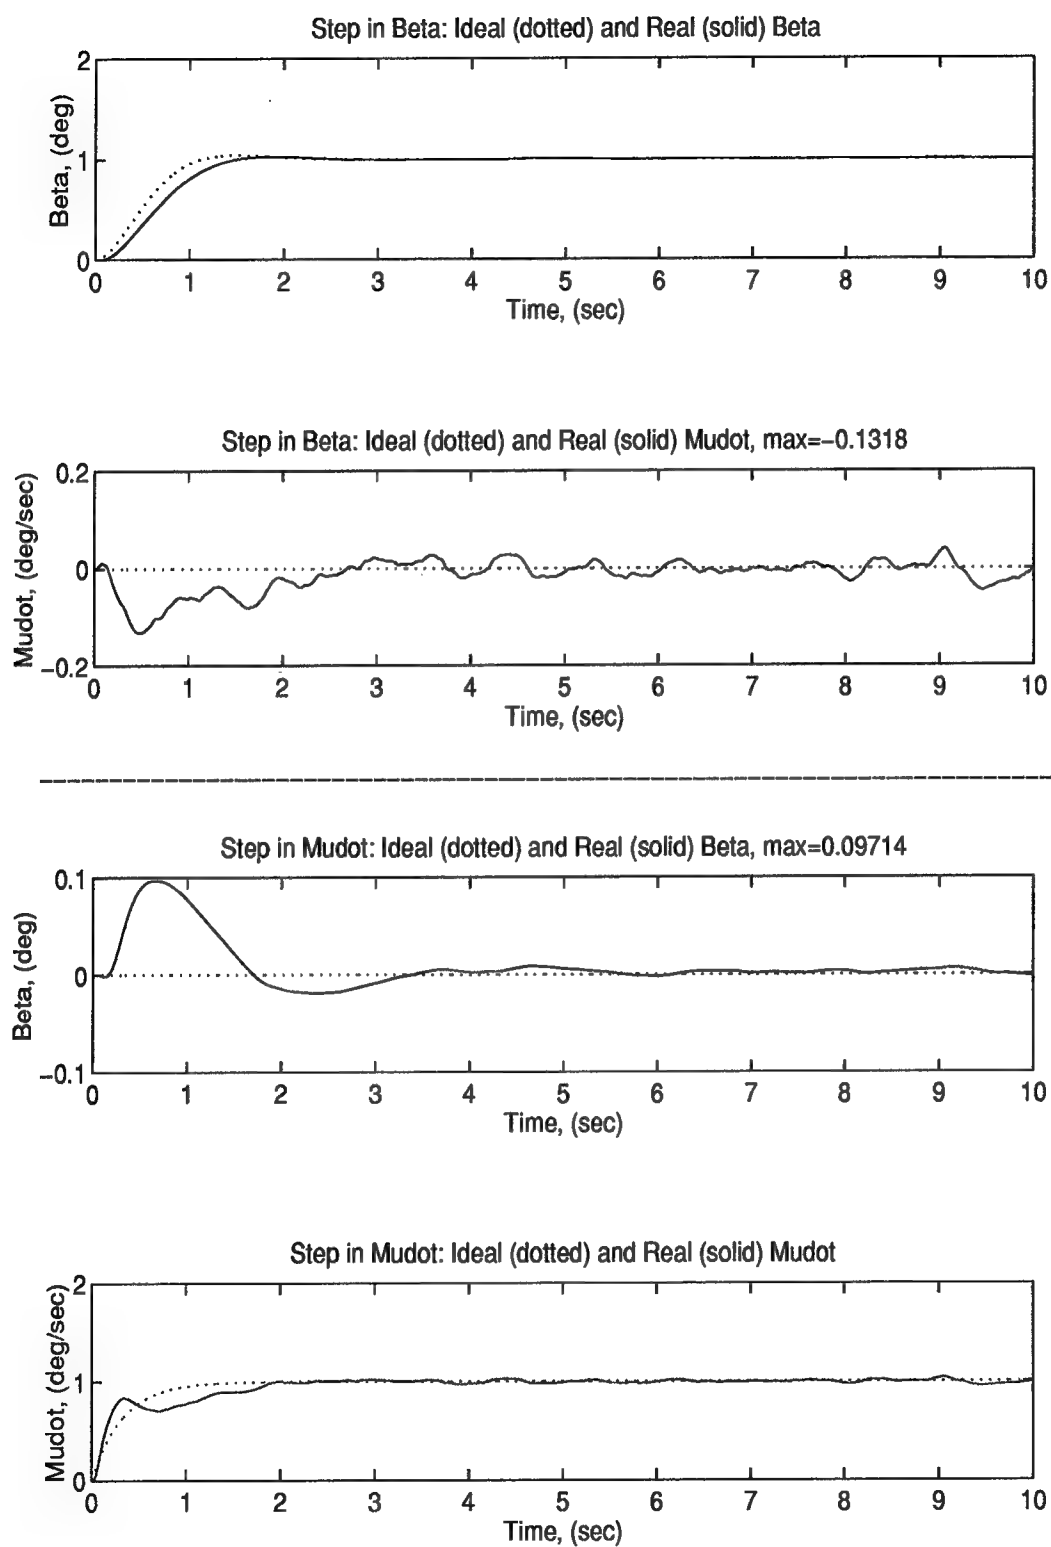 Step in Beta: Ideal (dotted) and Real (solid) Beta
2
1
0
Beta, (deg)
0 1 2 3 4 5 6 7 8 9 10
Time, (sec)
Step in Beta: Ideal (dotted) and Real (solid) Mudot, max=−0.1318
0.2
0
−0.2
Mudot, (deg/sec)
0 1 2 3 4 5 6 7 8 9 10
Time, (sec)
Step in Mudot: Ideal (dotted) and Real (solid) Beta, max=0.09714
0.1
0
−0.1
Beta, (deg)
0 1 2 3 4 5 6 7 8 9 10
Time, (sec)
Step in Mudot: Ideal (dotted) and Real (solid) Mudot
2
1
0
Mudot, (deg/sec)
0 1 2 3 4 5 6 7 8 9 10
Time, (sec)